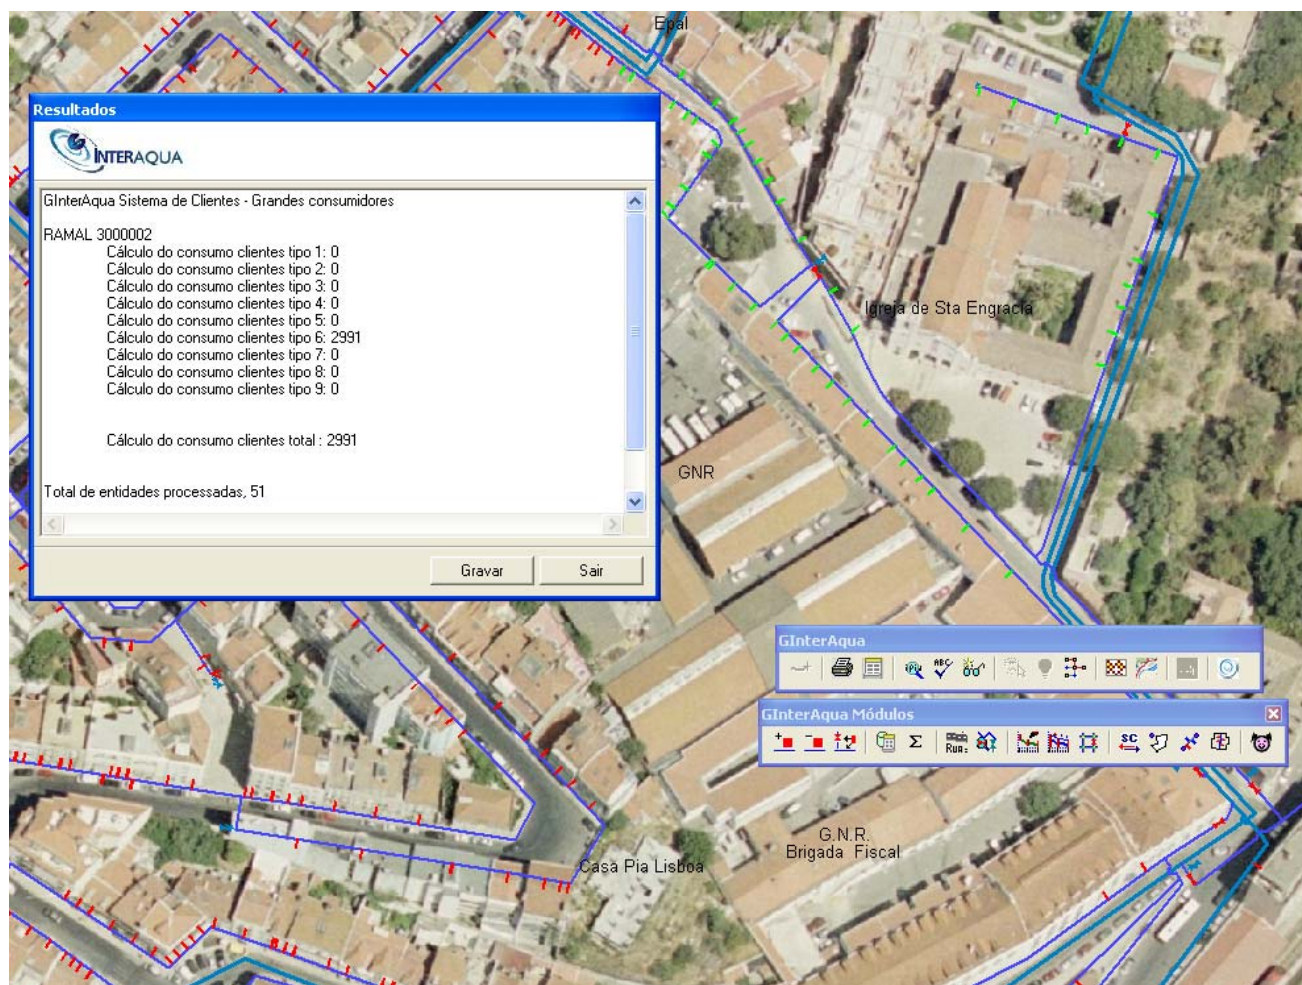 Epal
Resultados
INTERAQUA
GInterAqua Sistema de Clientes - Grandes consumidores
RAMAL 3000002
Cálculo do consumo clientes tipo 1: 0
Cálculo do consumo clientes tipo 2: 0
Cálculo do consumo clientes tipo 3: 0
Cálculo do consumo clientes tipo 4: 0
Cálculo do consumo clientes tipo 5: 0
Cálculo do consumo clientes tipo 6: 2991
Cálculo do consumo clientes tipo 7: 0
Cálculo do consumo clientes tipo 8: 0
Cálculo do consumo clientes tipo 9: 0
Cálculo do consumo clientes total : 2991
Total de entidades processadas, 51
Gravar
Sair
Igreja de Sta Engracia
GNR
GInterAqua
ABC
GInterAqua Módulos
Rua:
SC
G.N.R.
Brigada Fiscal
Casa Pia Lisboa